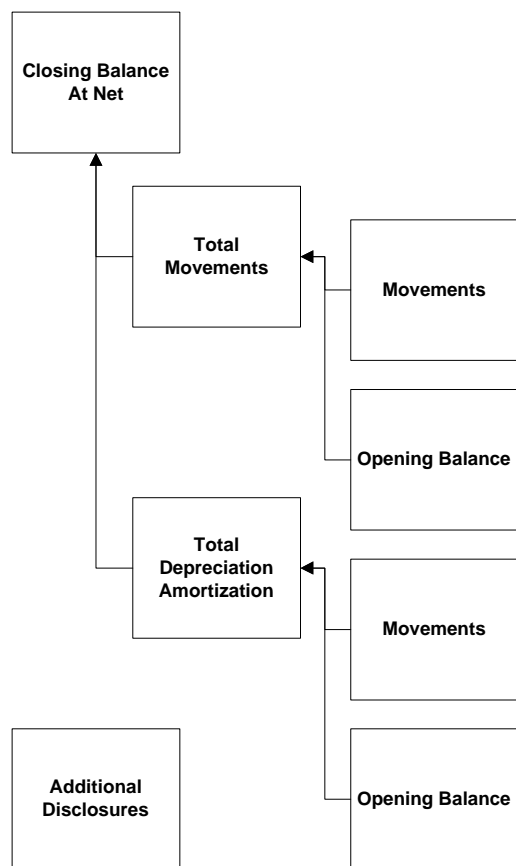 Closing Balance
At Net
Total
Movements
Movements
Opening Balance
Total
Depreciation
Amortization
Movements
Additional
Disclosures
Opening Balance